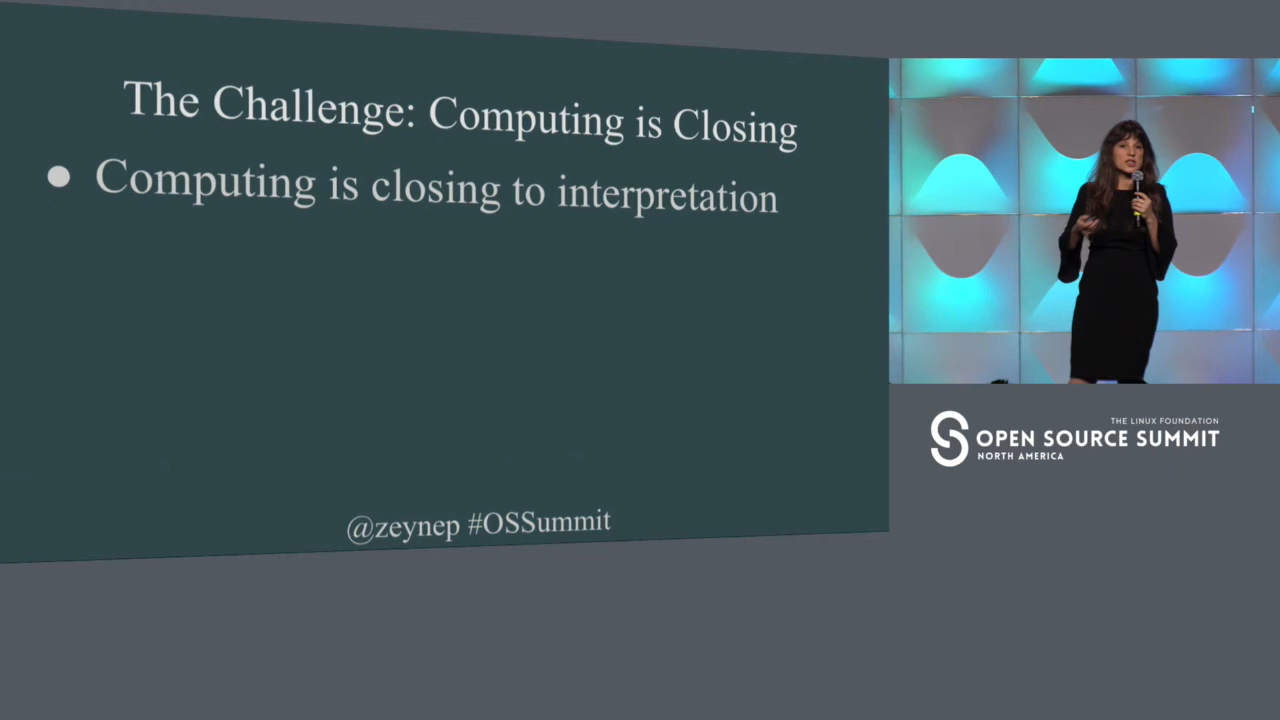 The Challenge: Computing is Closing
● Computing is closing to interpretation
@zeynep #OSSummit
THE LINUX FOUNDATION
OPEN SOURCE SUMMIT
NORTH AMERICA